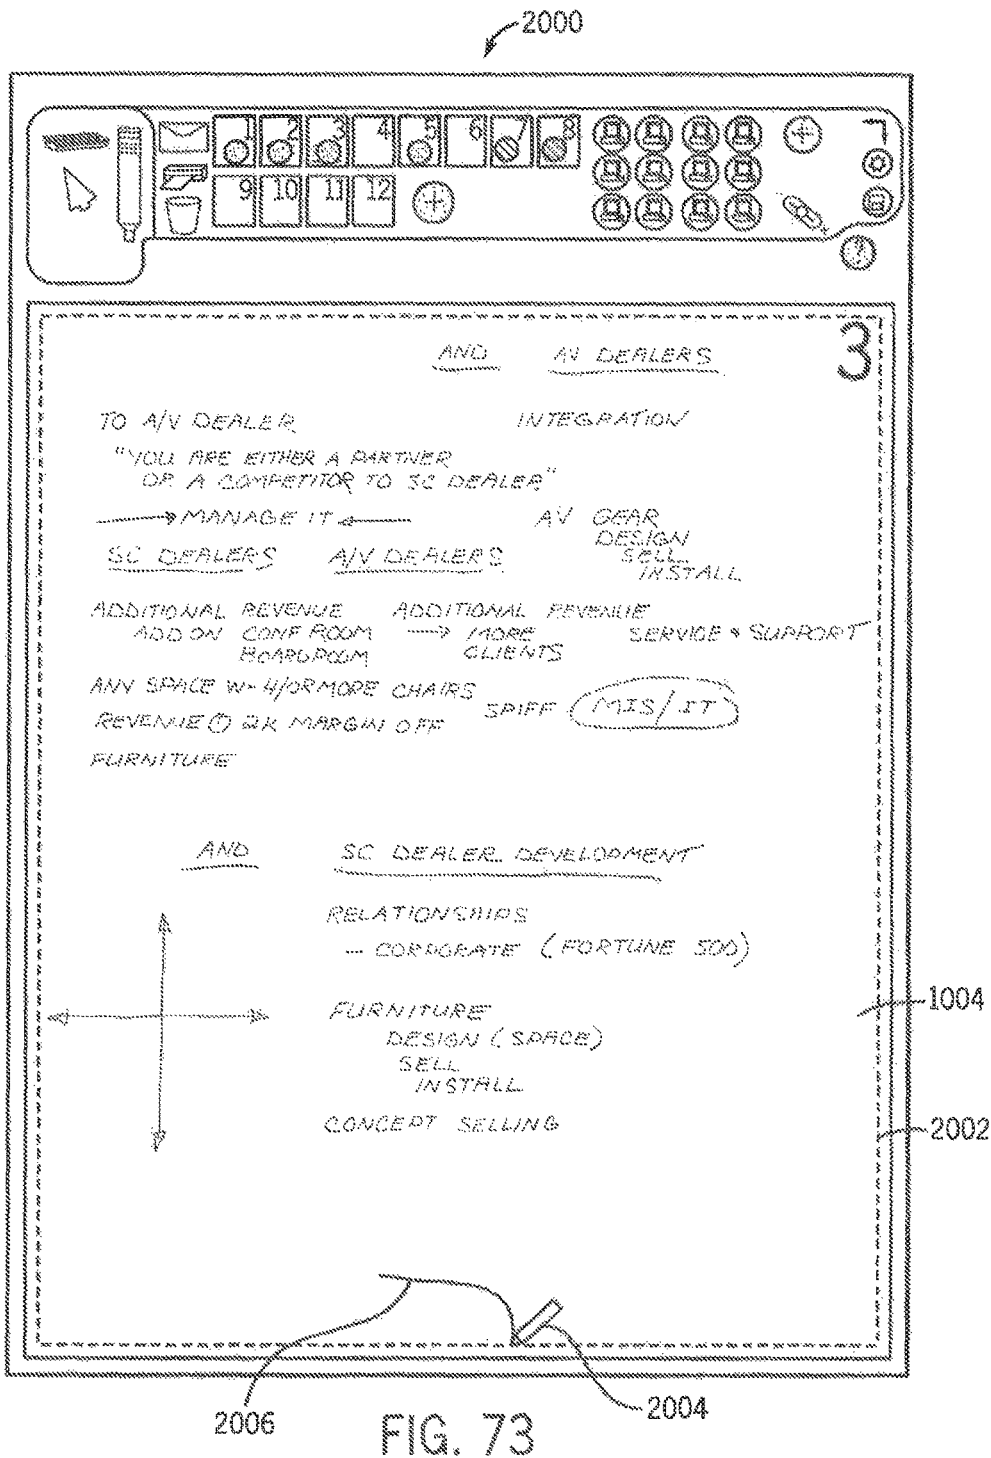 2000
1 2 3 4 5 6 7 8
9 10 11 12
?
3
AND AV DEALERS
TO A/V DEALER INTEGRATION
"YOU ARE EITHER A PARTNER
OR A COMPETITOR TO SC DEALER"
MANAGE IT AV GEAR
DESIGN
SELL
INSTALL
SC DEALERS A/V DEALERS
ADDITIONAL REVENUE ADDITIONAL REVENUE
ADD ON CONF ROOM MORE SERVICE & SUPPORT
BOARDROOM CLIENTS
ANY SPACE W- 4/OR MORE CHAIRS
SPIFF MIS/IT
REVENUE 2K MARGIN OFF
FURNITURE
AND SC DEALER DEVELOPMENT
RELATIONSHIPS
- CORPORATE (FORTUNE 500)
1004
FURNITURE
DESIGN (SPACE)
SELL
INSTALL
CONCEPT SELLING
2002
2006
2004
FIG. 73